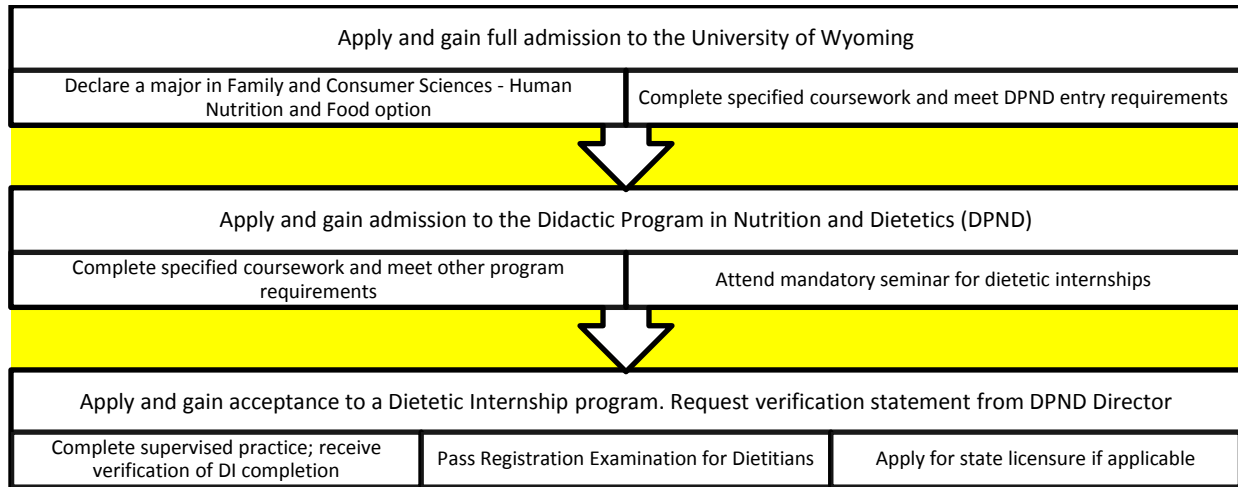 Apply and gain full admission to the University of Wyoming
Declare a major in Family and Consumer Sciences - Human
Nutrition and Food option
Complete specified coursework and meet DPND entry requirements
Apply and gain admission to the Didactic Program in Nutrition and Dietetics (DPND)
Complete specified coursework and meet other program
requirements
Attend mandatory seminar for dietetic internships
Apply and gain acceptance to a Dietetic Internship program. Request verification statement from DPND Director
Complete supervised practice; receive
verification of DI completion
Pass Registration Examination for Dietitians
Apply for state licensure if applicable